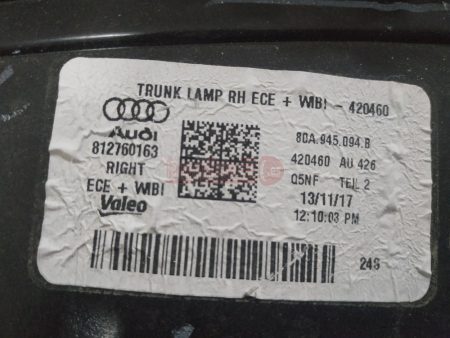 TRUNK LAMP RH ECE + WIBI - 420460
Audi
812760163
RIGHT
ECE + WIBI
Valeo
8DA.945.094.B
420460 AU 426
Q5NF TEIL 2
13/11/17
12:10:03 PM
248